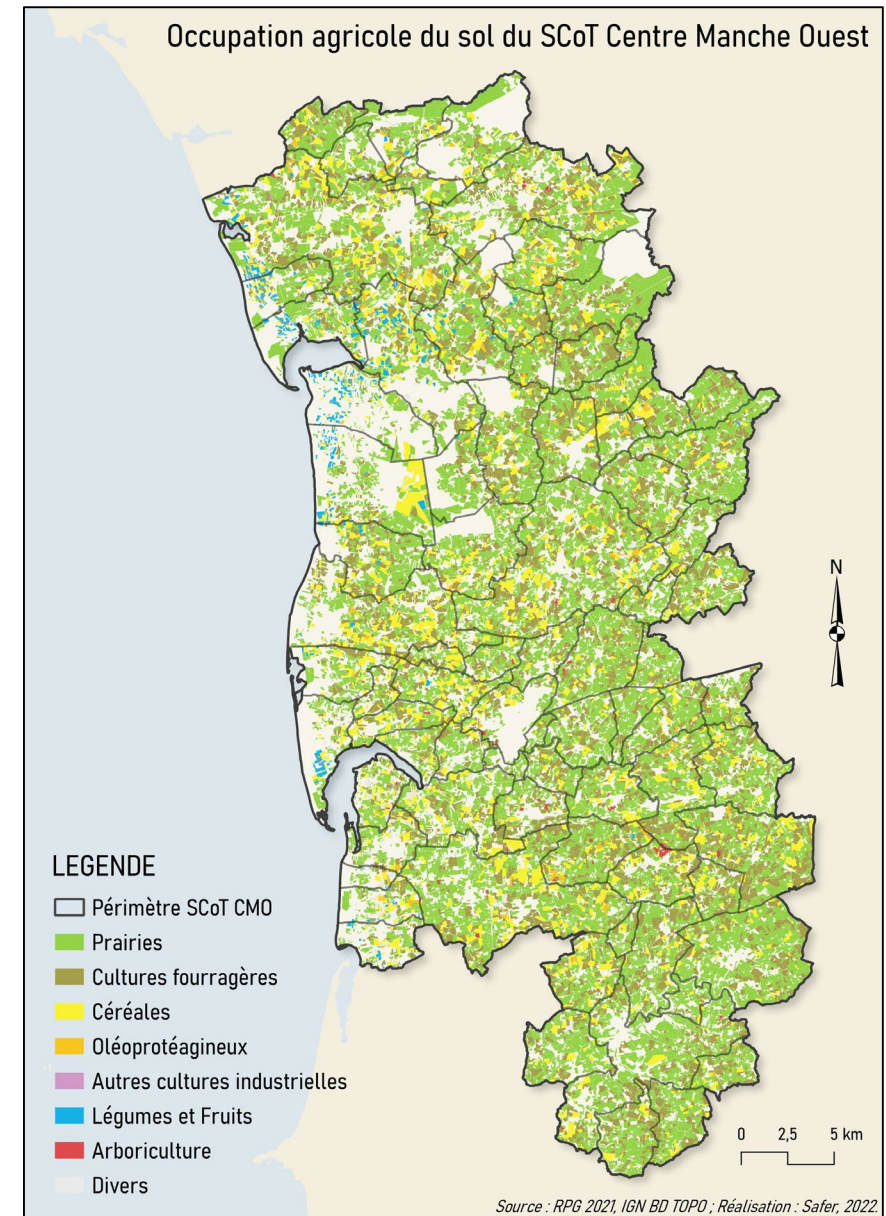 Occupation agricole du sol du SCoT Centre Manche Ouest
N
LEGENDE
Périmètre SCoT CMO
Prairies
Cultures fourragères
Céréales
Oléoprotéagineux
Autres cultures industrielles
Légumes et Fruits
Arboriculture
Divers
0 2,5 5 km
Source : RPG 2021, IGN BD TOPO ; Réalisation : Safer, 2022.